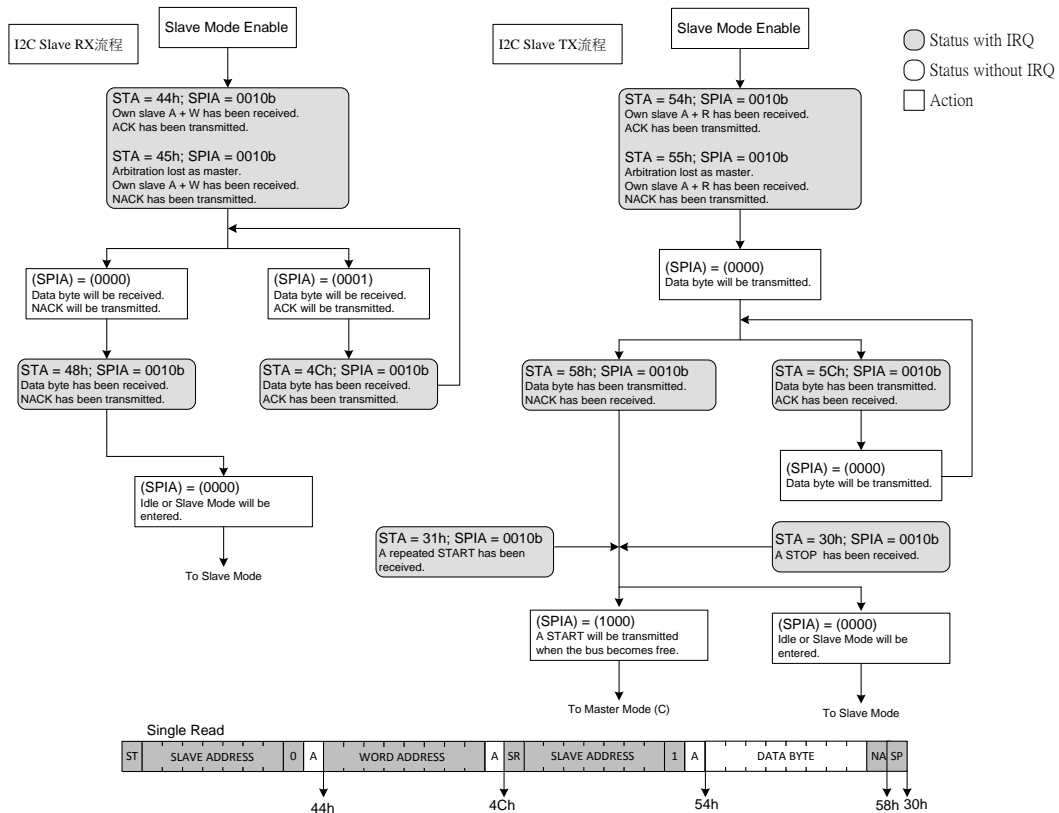 I2C Slave RX流程
Slave Mode Enable
STA = 44h; SPIA = 0010b
Own slave A + W has been received.
ACK has been transmitted.
STA = 45h; SPIA = 0010b
Arbitration lost as master.
Own slave A + W has been received.
NACK has been transmitted.
(SPIA) = (0000)
Data byte will be received.
NACK will be transmitted.
(SPIA) = (0001)
Data byte will be received.
ACK will be transmitted.
STA = 48h; SPIA = 0010b
Data byte has been received.
NACK has been transmitted.
STA = 4Ch; SPIA = 0010b
Data byte has been received.
ACK has been transmitted.
(SPIA) = (0000)
Idle or Slave Mode will be
entered.
To Slave Mode
I2C Slave TX流程
Slave Mode Enable
STA = 54h; SPIA = 0010b
Own slave A + R has been received.
ACK has been transmitted.
STA = 55h; SPIA = 0010b
Arbitration lost as master.
Own slave A + R has been received.
NACK has been transmitted.
(SPIA) = (0000)
Data byte will be transmitted.
STA = 58h; SPIA = 0010b
Data byte has been transmitted.
NACK has been received.
STA = 5Ch; SPIA = 0010b
Data byte has been transmitted.
ACK has been received.
(SPIA) = (0000)
Data byte will be transmitted.
STA = 31h; SPIA = 0010b
A repeated START has been
received.
STA = 30h; SPIA = 0010b
A STOP has been received.
(SPIA) = (1000)
A START will be transmitted
when the bus becomes free.
(SPIA) = (0000)
Idle or Slave Mode will be
entered.
To Master Mode (C)
To Slave Mode
Status with IRQ
Status without IRQ
Action
Single Read
ST SLAVE ADDRESS 0 A WORD ADDRESS A SR SLAVE ADDRESS 1 A DATA BYTE NA SP
44h 4Ch 54h 58h 30h